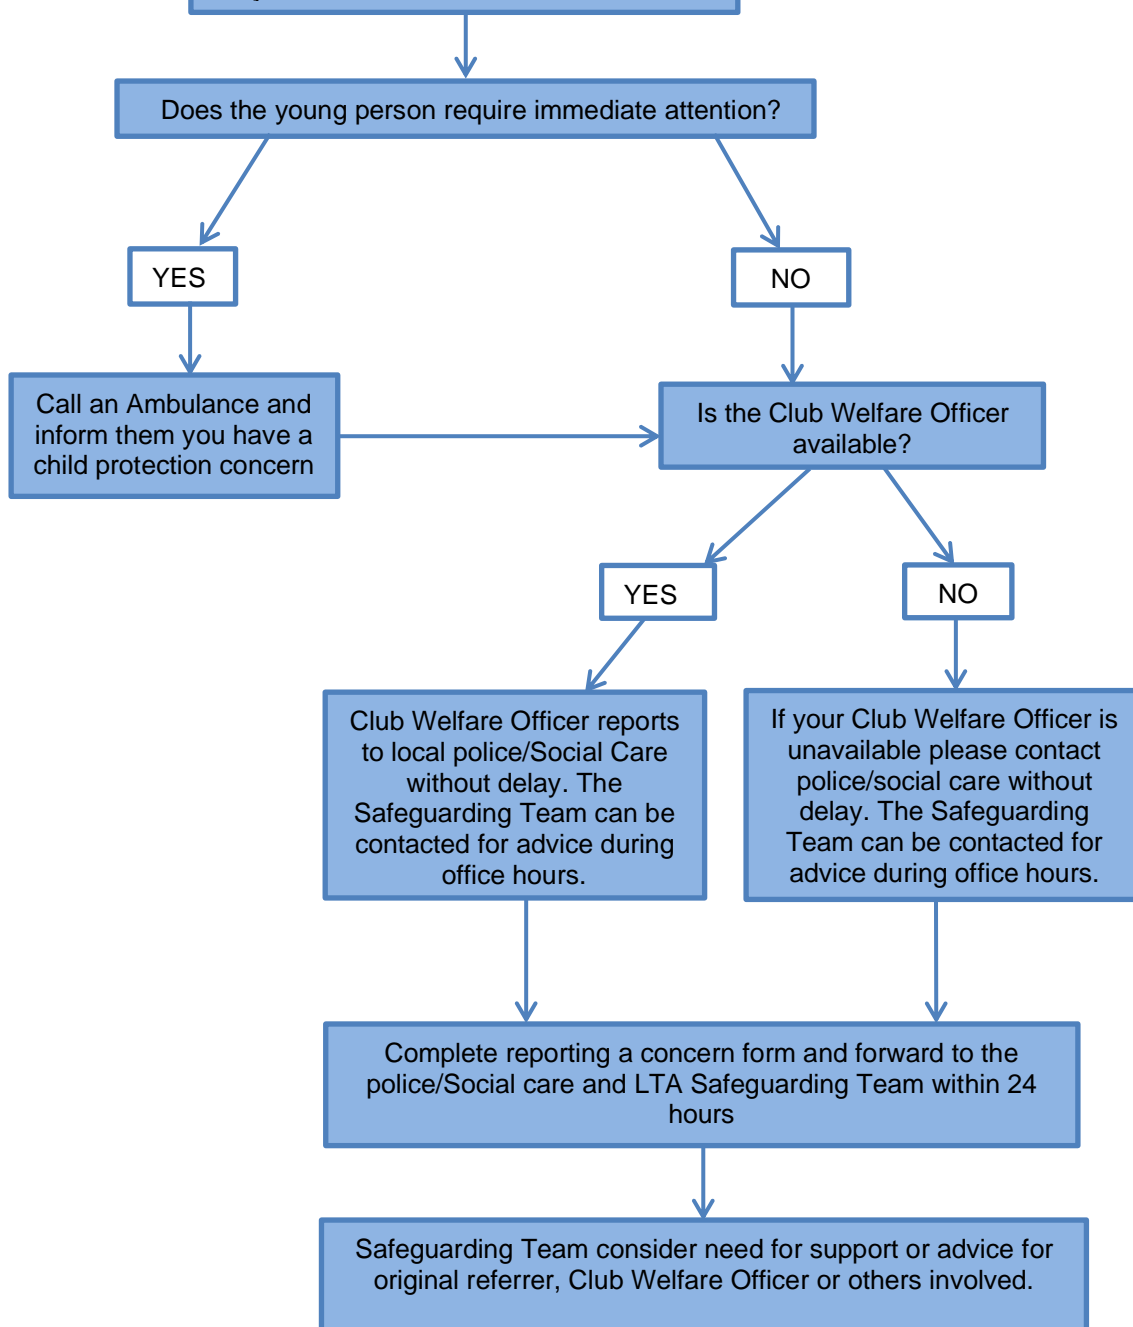 Does the young person require immediate attention?
YES
NO
Call an Ambulance and
inform them you have a
child protection concern
Is the Club Welfare Officer
available?
YES
NO
Club Welfare Officer reports
to local police/Social Care
without delay. The
Safeguarding Team can be
contacted for advice during
office hours.
If your Club Welfare Officer is
unavailable please contact
police/social care without
delay. The Safeguarding
Team can be contacted for
advice during office hours.
Complete reporting a concern form and forward to the
police/Social care and LTA Safeguarding Team within 24
hours
Safeguarding Team consider need for support or advice for
original referrer, Club Welfare Officer or others involved.